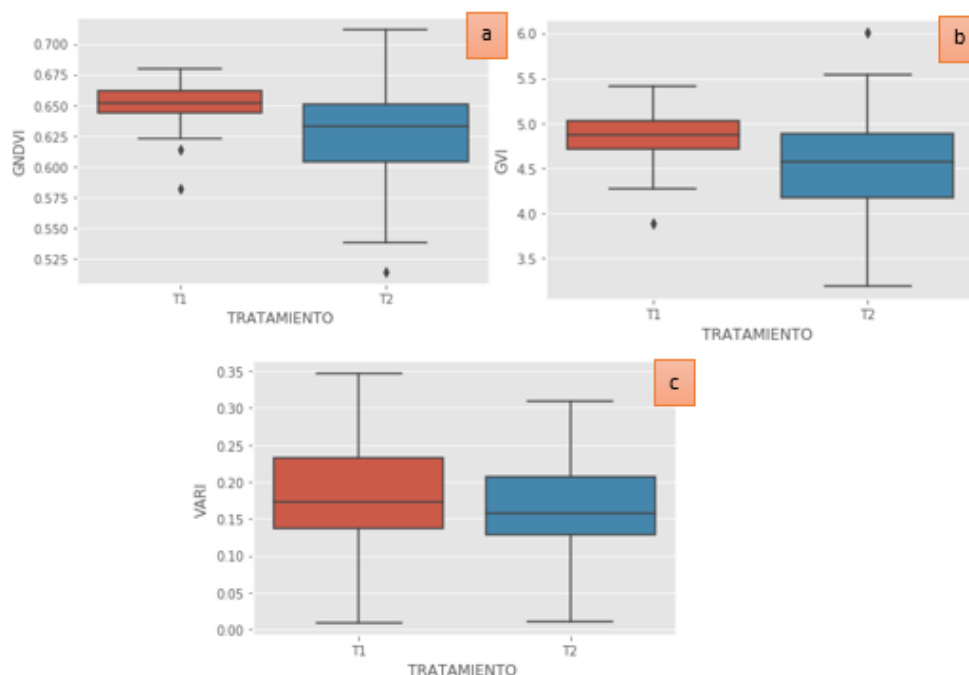 a
0.700
0.675
0.650
0.625
0.600
0.575
0.550
0.525
GNDVI
T1 T2
TRATAMIENTO
b
6.0
5.5
5.0
4.5
4.0
3.5
GVI
T1 T2
TRATAMIENTO
c
0.35
0.30
0.25
0.20
0.15
0.10
0.05
0.00
VARI
T1 T2
TRATAMIENTO